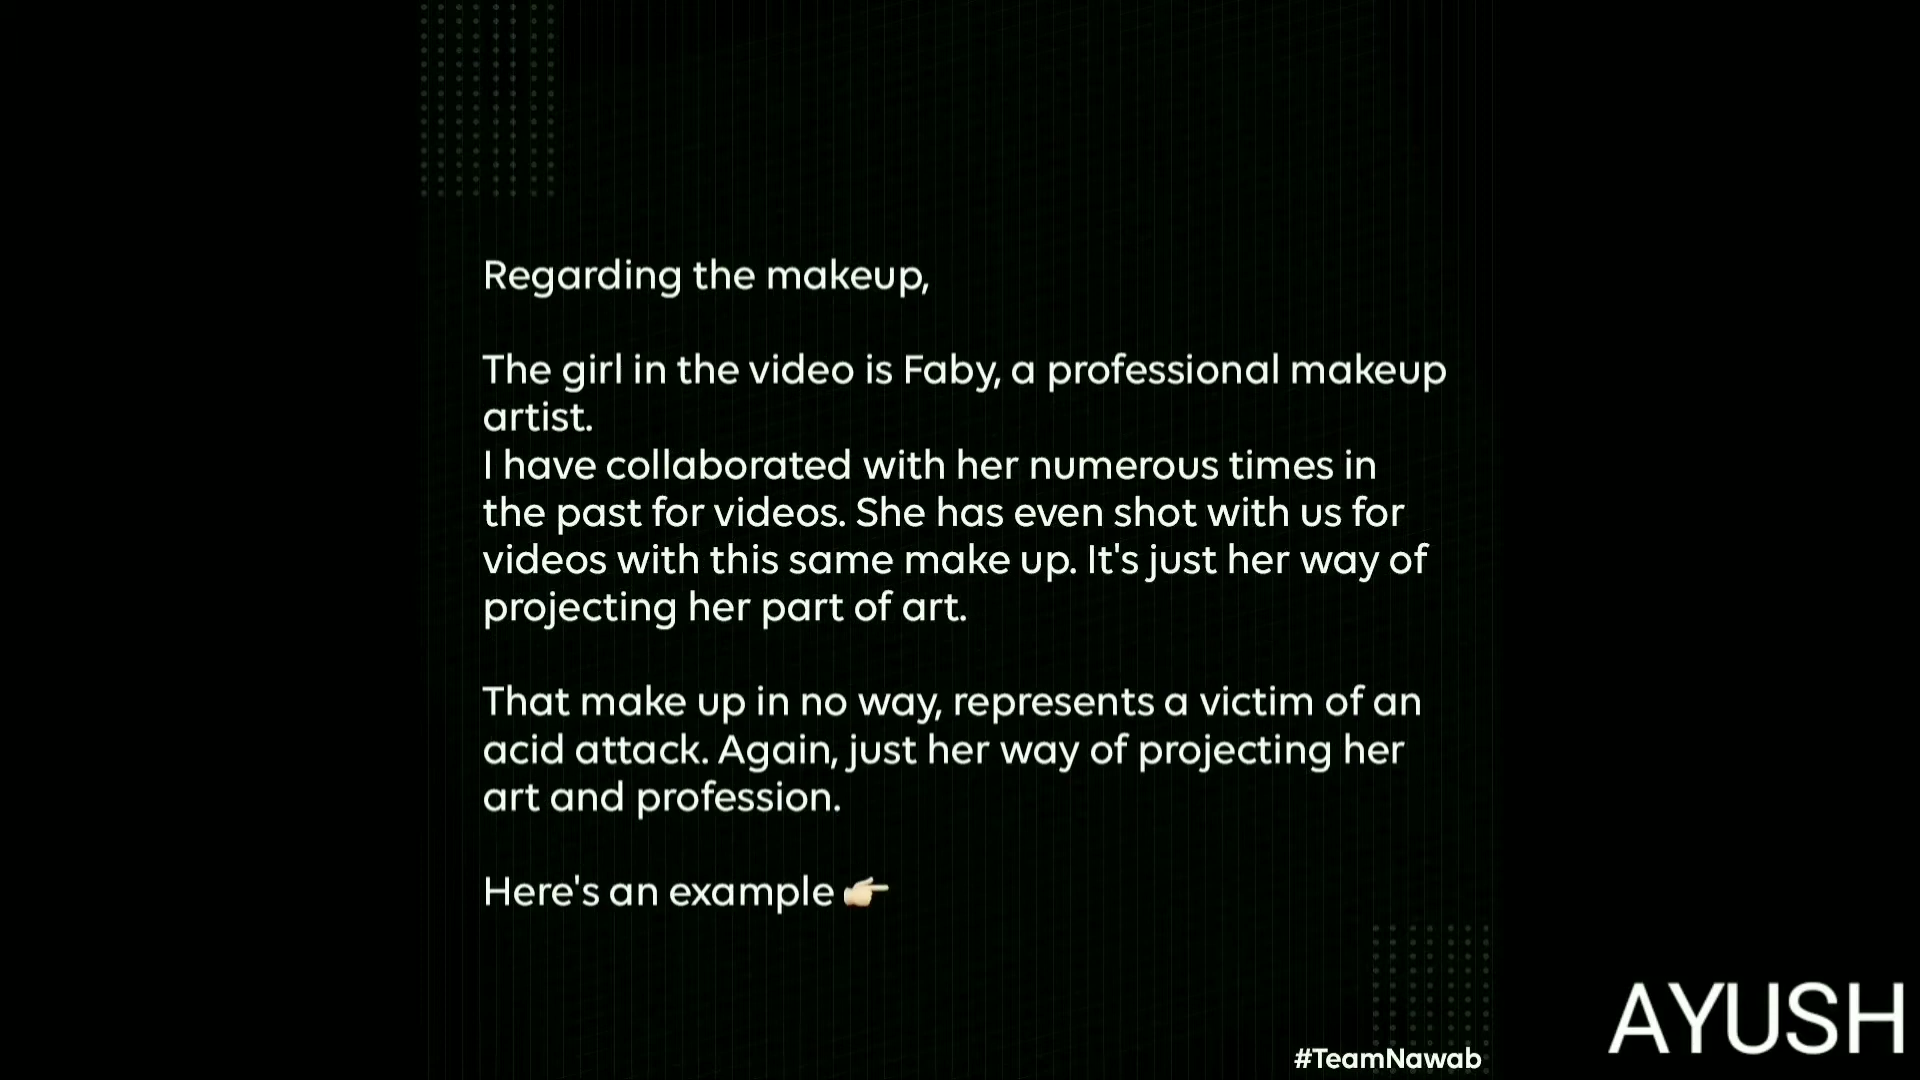 Regarding the makeup,
The girl in the video is Faby, a professional makeup
artist.
I have collaborated with her numerous times in
the past for videos. She has even shot with us for
videos with this same make up. It's just her way of
projecting her part of art.
That make up in no way, represents a victim of an
acid attack. Again, just her way of projecting her
art and profession.
Here's an example 👉🏻
#TeamNawab
AYUSH